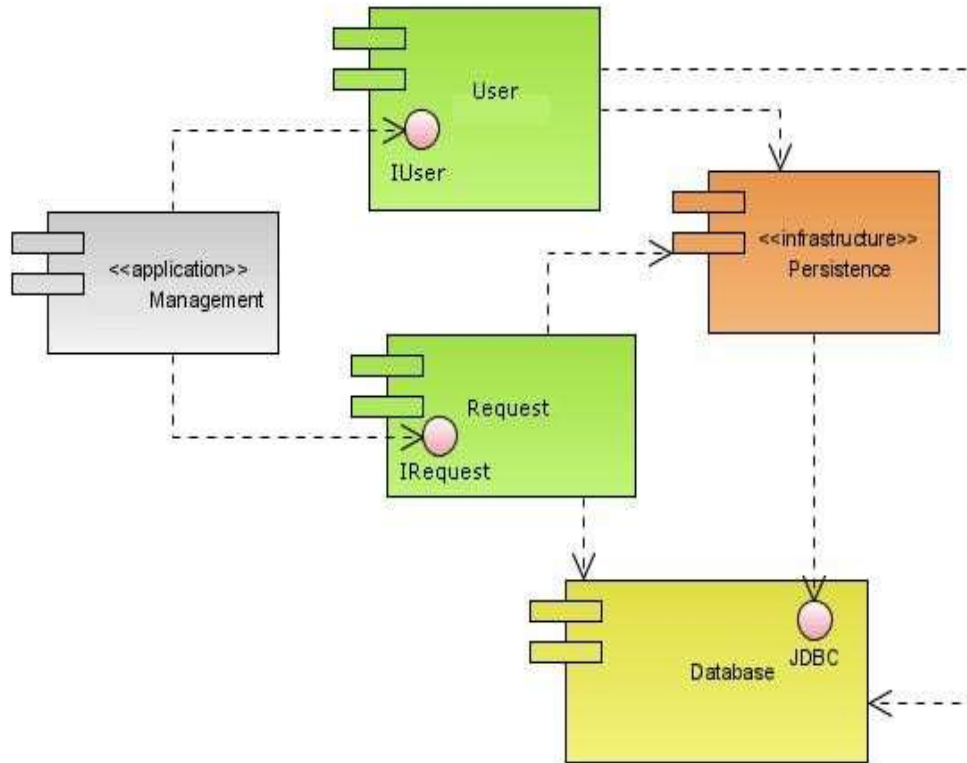 User
IUser
<<application>>
Management
<<infrastructure>>
Persistence
Request
IRequest
JDBC
Database